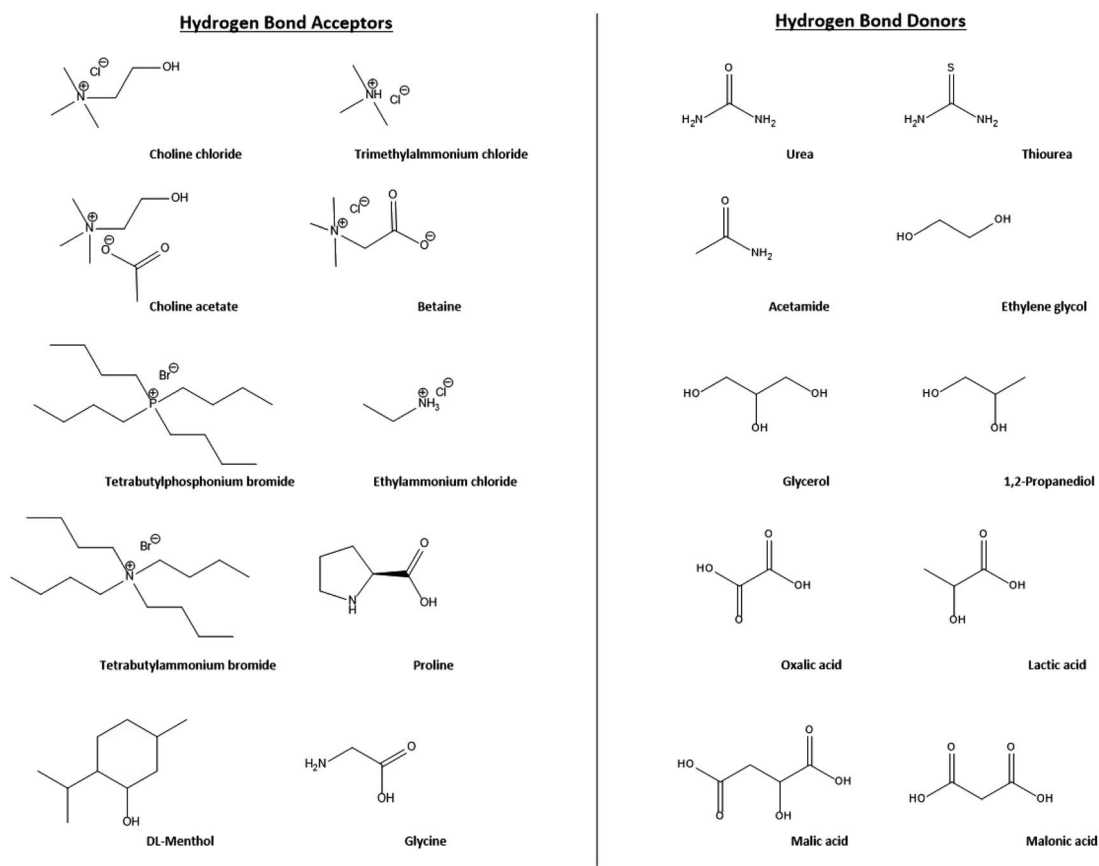 Hydrogen Bond Acceptors
Cl⊖
OH
N⊕
Choline chloride
⊕
NH
Cl⊖
Trimethylalmmonium chloride
OH
N⊕
⊖
O
O
Choline acetate
Cl⊖
O
N⊕
O⊖
Betaine
Br⊖
⊕
P
Tetrabutylphosphonium bromide
Cl⊖
⊕
NH3
Ethylammonium chloride
Br⊖
⊕
N
Tetrabutylammonium bromide
O
N
H
OH
Proline
OH
DL-Menthol
O
H2N
OH
Glycine
Hydrogen Bond Donors
O
H2N
NH2
Urea
S
H2N
NH2
Thiourea
O
NH2
Acetamide
OH
HO
Ethylene glycol
HO
OH
OH
Glycerol
HO
OH
1,2-Propanediol
O
HO
OH
O
Oxalic acid
O
OH
OH
Lactic acid
O
HO
OH
O
OH
Malic acid
O
O
HO
OH
Malonic acid